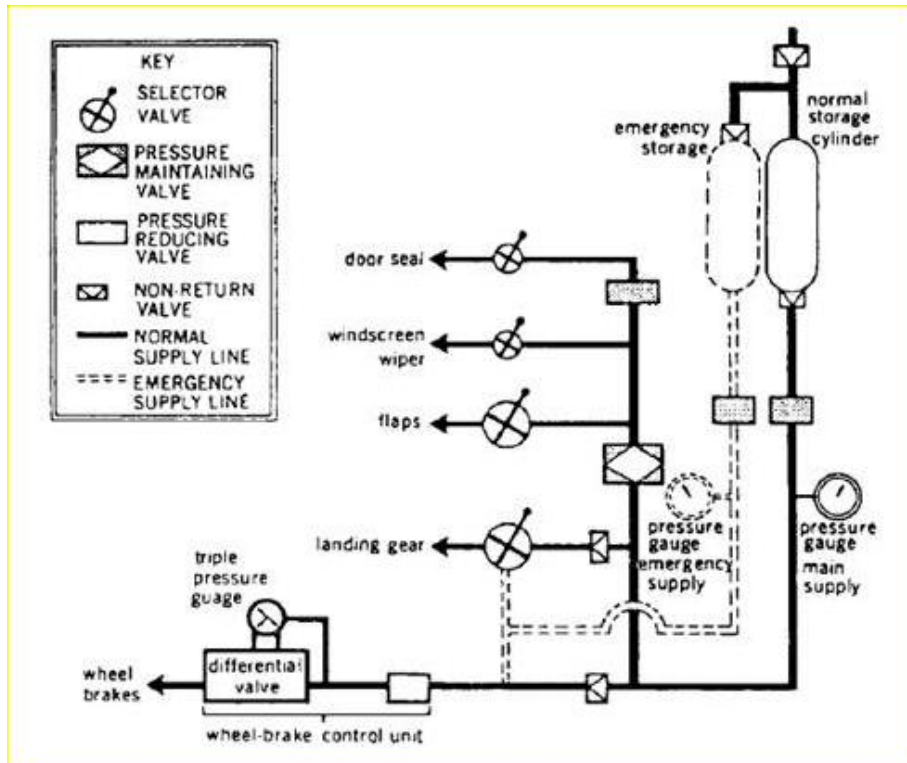 KEY
SELECTOR
VALVE
PRESSURE
MAINTAINING
VALVE
PRESSURE
REDUCING
VALVE
NON-RETURN
VALVE
NORMAL
SUPPLY LINE
EMERGENCY
SUPPLY LINE
emergency
storage
normal
storage
cylinder
door seal
windscreen
wiper
flaps
landing gear
pressure
gauge
emergency
supply
pressure
gauge
main
supply
triple
pressure
guage
differential
valve
wheel
brakes
wheel-brake control unit